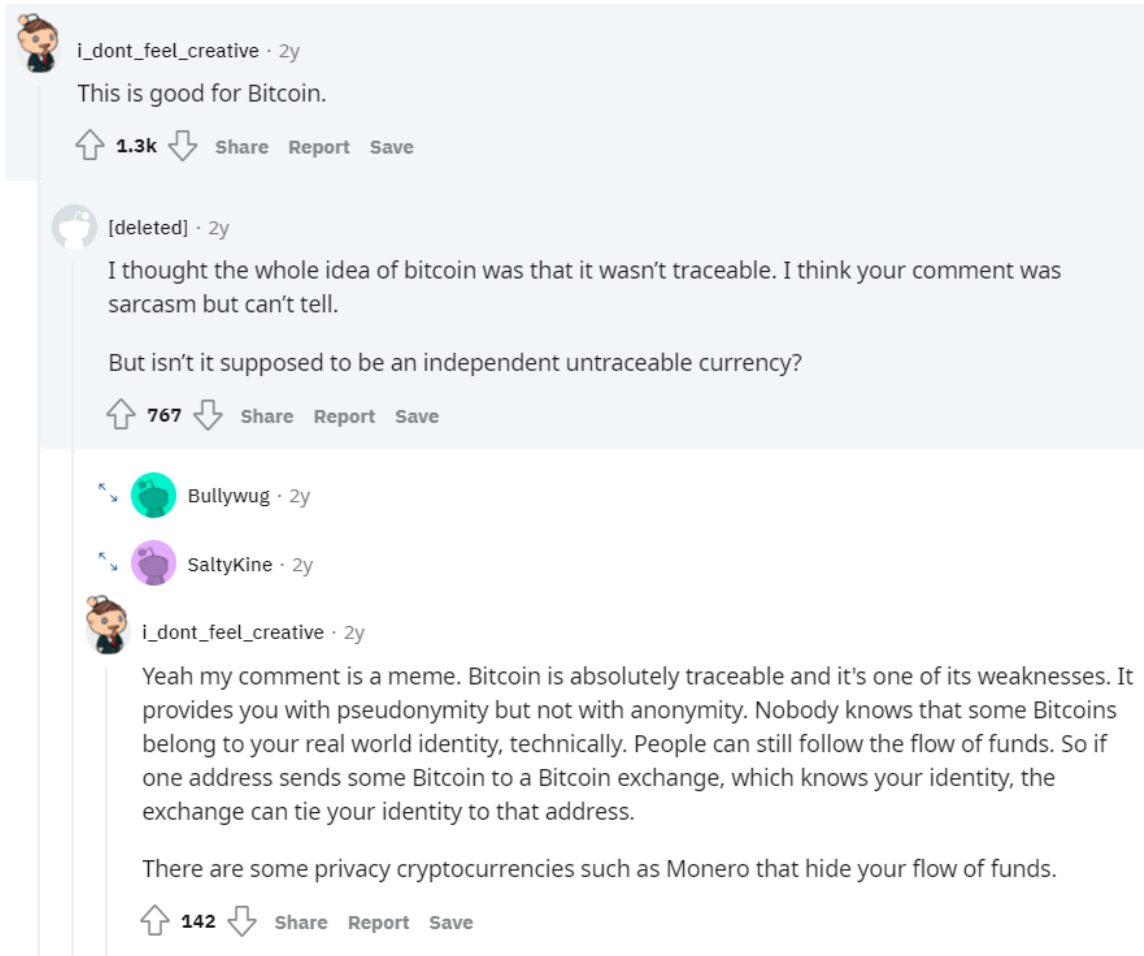 i_dont_feel_creative · 2y
This is good for Bitcoin.
1.3k Share Report Save
[deleted] · 2y
I thought the whole idea of bitcoin was that it wasn’t traceable. I think your comment was
sarcasm but can’t tell.
But isn’t it supposed to be an independent untraceable currency?
767 Share Report Save
Bullywug · 2y
SaltyKine · 2y
i_dont_feel_creative · 2y
Yeah my comment is a meme. Bitcoin is absolutely traceable and it's one of its weaknesses. It
provides you with pseudonymity but not with anonymity. Nobody knows that some Bitcoins
belong to your real world identity, technically. People can still follow the flow of funds. So if
one address sends some Bitcoin to a Bitcoin exchange, which knows your identity, the
exchange can tie your identity to that address.
There are some privacy cryptocurrencies such as Monero that hide your flow of funds.
142 Share Report Save